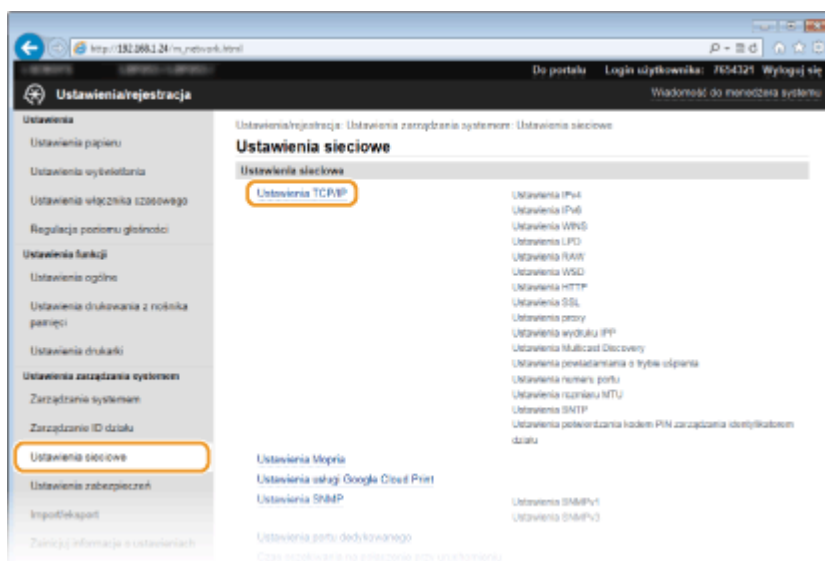 http://192.168.1.24/m_network.html
Do portalu Login użytkownika: 7654321 Wyloguj się
Ustawienia/rejestracja
Wiadomość do menedżera systemu
Ustawienia
Ustawienia papieru
Ustawienia wyświetlania
Ustawienia włącznika czasowego
Regulacja poziomu głośności
Ustawienia funkcji
Ustawienia ogólne
Ustawienia drukowania z nośnika
pamięci
Ustawienia drukarki
Ustawienia zarządzania systemem
Zarządzanie systemem
Zarządzanie ID działu
Ustawienia sieciowe
Ustawienia zabezpieczeń
Import/eksport
Zainicjuj informacje o ustawieniach
Ustawienia/rejestracja: Ustawienia zarządzania systemem: Ustawienia sieciowe
Ustawienia sieciowe
Ustawienia sieciowe
Ustawienia TCP/IP
Ustawienia IPv4
Ustawienia IPv6
Ustawienia WINS
Ustawienia LPD
Ustawienia RAW
Ustawienia WSD
Ustawienia HTTP
Ustawienia SSL
Ustawienia proxy
Ustawienia wydruku IPP
Ustawienia Multicast Discovery
Ustawienia powiadamiania o trybie uśpienia
Ustawienia numeru portu
Ustawienia rozmiaru MTU
Ustawienia SNTP
Ustawienia potwierdzania kodem PIN zarządzania identyfikatorem
działu
Ustawienia Mopria
Ustawienia usługi Google Cloud Print
Ustawienia SNMP
Ustawienia SNMPv1
Ustawienia SNMPv3
Ustawienia portu dedykowanego